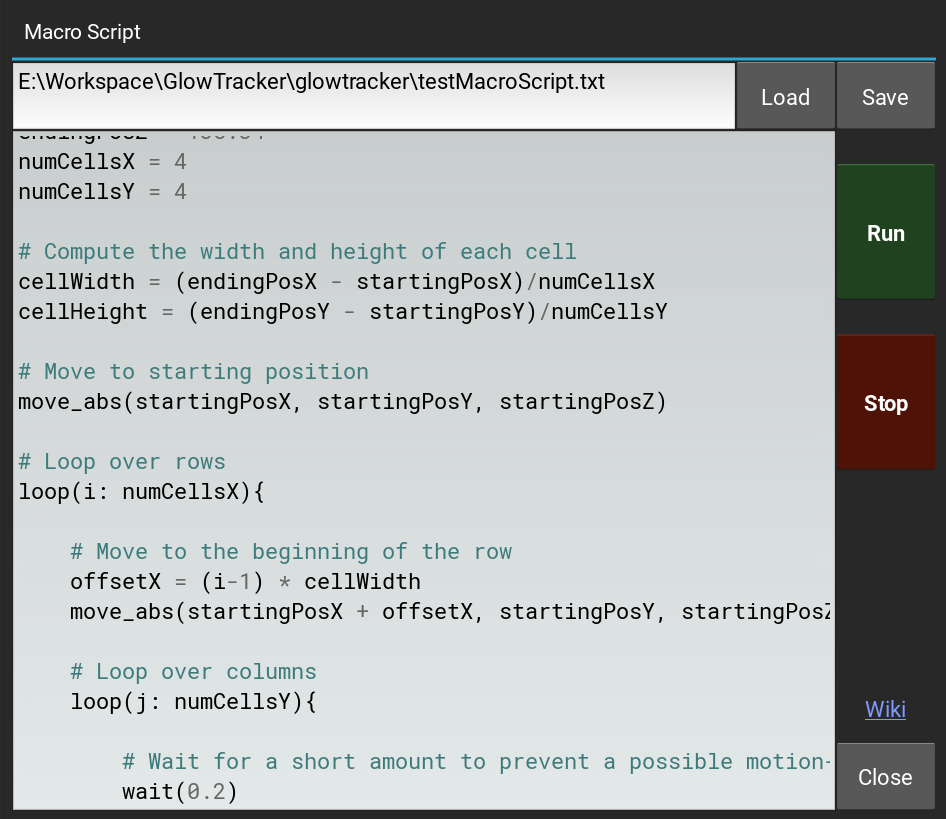 Macro Script
E:\Workspace\GlowTracker\glowtracker\testMacroScript.txt
Load
Save
numCellsX = 4
numCellsY = 4
# Compute the width and height of each cell
cellWidth = (endingPosX - startingPosX)/numCellsX
cellHeight = (endingPosY - startingPosY)/numCellsY
# Move to starting position
move_abs(startingPosX, startingPosY, startingPosZ)
# Loop over rows
loop(i: numCellsX){
# Move to the beginning of the row
offsetX = (i-1) * cellWidth
move_abs(startingPosX + offsetX, startingPosY, startingPosZ
# Loop over columns
loop(j: numCellsY){
# Wait for a short amount to prevent a possible motion-
wait(0.2)
Run
Stop
Wiki
Close